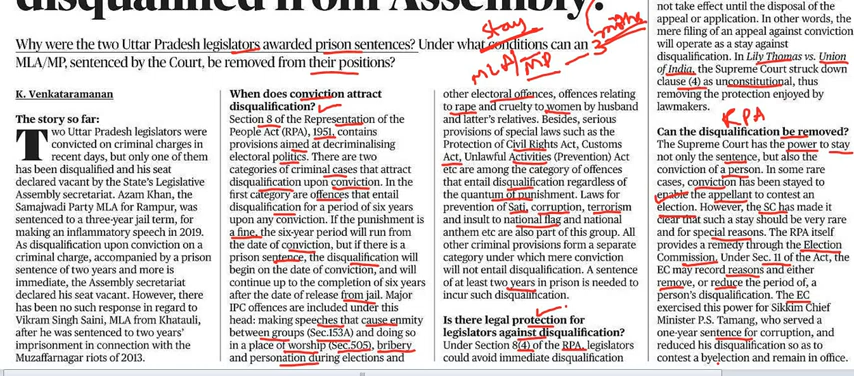 disqualified from Assembly?
Why were the two Uttar Pradesh legislators awarded prison sentences? Under what conditions can an
MLA/MP, sentenced by the Court, be removed from their positions?
stay
MLA/MP
3
K. Venkataramanan
The story so far:
Two Uttar Pradesh legislators were
convicted on criminal charges in
recent days, but only one of them
has been disqualified and his seat
declared vacant by the State's Legislative
Assembly secretariat. Azam Khan, the
Samajwadi Party MLA for Rampur, was
sentenced to a three-year jail term, for
making an inflammatory speech in 2019.
As disqualification upon conviction on a
criminal charge, accompanied by a prison
sentence of two years and more is
immediate, the Assembly secretariat
declared his seat vacant. However, there
has been no such response in regard to
Vikram Singh Saini, MLA from Khatauli,
after he was sentenced to two years'
imprisonment in connection with the
Muzaffarnagar riots of 2013.
When does conviction attract
disqualification?
Section 8 of the Representation of the
People Act (RPA), 1951, contains
provisions aimed at decriminalising
electoral politics. There are two
categories of criminal cases that attract
disqualification upon conviction. In the
first category are offences that entail
disqualification for a period of six years
upon any conviction. If the punishment is
a fine, the six-year period will run from
the date of conviction, but if there is a
prison sentence, the disqualification will
begin on the date of conviction, and will
continue up to the completion of six years
after the date of release from jail. Major
IPC offences are included under this
head: making speeches that cause enmity
between groups (Sec.153A) and doing so
in a place of worship (Sec.505), bribery
and personation during elections and
other electoral offences, offences relating
to rape and cruelty to women by husband
and latter's relatives. Besides, serious
provisions of special laws such as the
Protection of Civil Rights Act, Customs
Act, Unlawful Activities (Prevention) Act
etc are among the category of offences
that entail disqualification regardless of
the quantum of punishment. Laws for
prevention of Sati, corruption, terrorism
and insult to national flag and national
anthem etc are also part of this group. All
other criminal provisions form a separate
category under which mere conviction
will not entail disqualification. A sentence
of at least two years in prison is needed to
incur such disqualification.
Is there legal protection for
legislators against disqualification?
Under Section 8(4) of the RPA, legislators
could avoid immediate disqualification
not take effect until the disposal of the
appeal or application. In other words, the
mere filing of an appeal against conviction
will operate as a stay against
disqualification. In Lily Thomas vs. Union
of India, the Supreme Court struck down
clause (4) as unconstitutional, thus
removing the protection enjoyed by
lawmakers.
RPA
Can the disqualification be removed?
The Supreme Court has the power to stay
not only the sentence, but also the
conviction of a person. In some rare
cases, conviction has been stayed to
enable the appellant to contest an
election. However, the SC has made it
clear that such a stay should be very rare
and for special reasons. The RPA itself
provides a remedy through the Election
Commission. Under Sec. 11 of the Act, the
EC may record reasons and either
remove, or reduce the period of, a
person's disqualification. The EC
exercised this power for Sikkim Chief
Minister P.S. Tamang, who served a
one-year sentence for corruption, and
reduced his disqualification so as to
contest a byelection and remain in office.